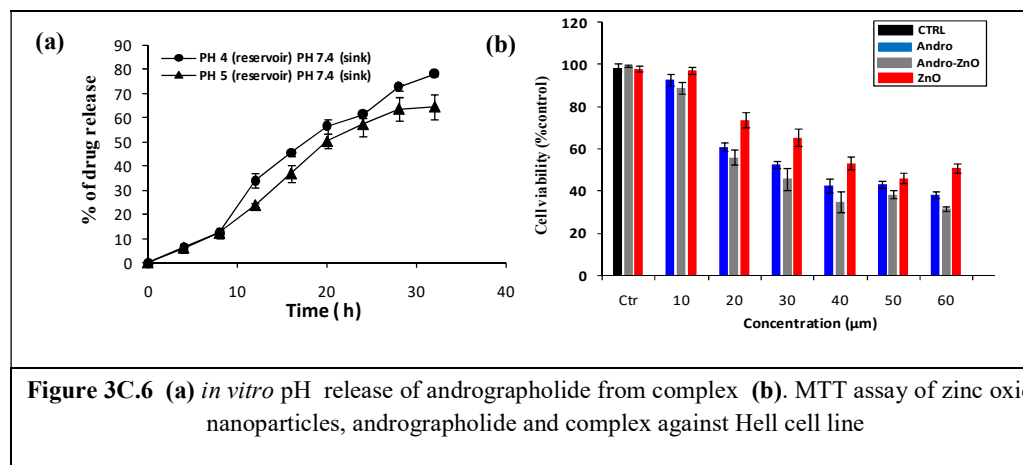 (a)
PH 4 (reservoir) PH 7.4 (sink)
PH 5 (reservoir) PH 7.4 (sink)
% of drug release
90
80
70
60
50
40
30
20
10
0
0 10 20 30 40
Time ( h)
(b)
CTRL
Andro
Andro-ZnO
ZnO
Cell viability (%control)
120
100
80
60
40
20
0
Ctr 10 20 30 40 50 60
Concentration (µm)
Figure 3C.6 (a) in vitro pH release of andrographolide from complex (b). MTT assay of zinc oxi
nanoparticles, andrographolide and complex against Hell cell line